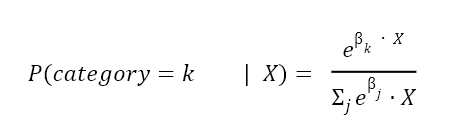 P(category = k | X) = e^{β_k · X} / Σ_j e^{β_j} · X